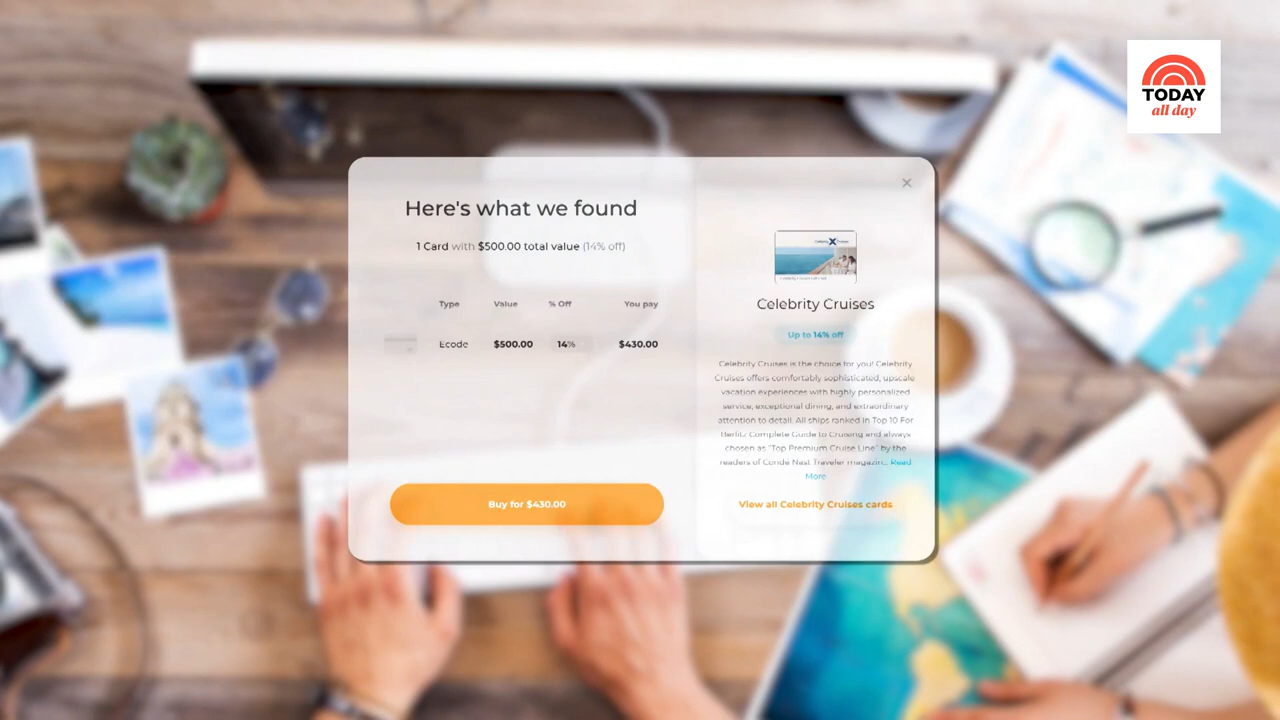 TODAY
all day
Here's what we found
1 Card with $500.00 total value (14% off)
Type Value % Off You pay
Ecode $500.00 14% $430.00
Buy for $430.00
Celebrity Cruises
Celebrity Cruises
Up to 14% off
Celebrity Cruises is the choice for you! Celebrity
Cruises offers comfortably sophisticated, upscale
vacation experiences with highly personalized
service, exceptional dining, and extraordinary
attention to detail. All ships ranked in Top 10 For
Berlitz Complete Guide to Cruising and always
chosen as "Top Premium Cruise Line" by the
readers of Conde Nast Traveler magazin... Read
More
View all Celebrity Cruises cards